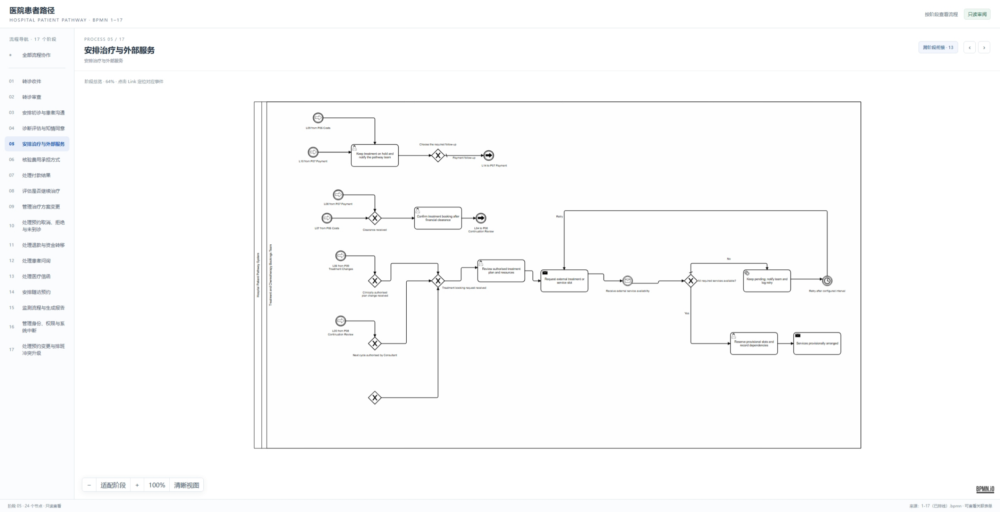 医院患者路径
HOSPITAL PATIENT PATHWAY · BPMN 1–17
按阶段查看流程
只读审阅
流程导航 · 17 个阶段
全部流程协作
01 转诊收件
02 转诊审查
03 安排初诊与患者沟通
04 诊断评估与知情同意
05 安排治疗与外部服务
06 核验费用承担方式
07 处理付款结果
08 评估是否继续治疗
09 管理治疗方案变更
10 处理预约取消、拒绝
与未到诊
11 处理退款与资金转移
12 处理患者问询
13 处理医疗信函
14 安排随访预约
15 监测流程与生成报告
16 管理身份、权限与系
统中断
17 处理预约变更与排班
冲突升级
PROCESS 05 / 17
安排治疗与外部服务
安排治疗与外部服务
跨阶段衔接 · 13
‹
›
阶段总览 · 64% · 点击 Link 定位对应事件
Hospital Patient Pathway System
Treatment and Chemotherapy Bookings Team
L09 from P06 Costs
L10 from P07 Payment
Keep treatment on hold and
notify the pathway team
Choose the required follow-up
Payment follow-up
L14 to P07 Payment
L08 from P07 Payment
L07 from P06 Costs
Clearance received
Confirm treatment booking after
financial clearance
L04 to P08
Continuation Review
Retry
L06 from P09
Treatment Changes
Clinically authorised
plan change received
Treatment booking request received
Review authorised treatment
plan and resources
Request external treatment or
service slot
Receive external service availability
All required services available?
No
Keep pending; notify team and
log retry
Retry after configured interval
Yes
Reserve provisional slots and
record dependencies
Services provisionally arranged
L05 from P08
Continuation Review
Next cycle authorised by Consultant
−
适配阶段
+
100%
清晰视图
BPMN.iO
阶段 05 · 24 个节点 · 只读查看
来源：1-17（已排线）.bpmn · 可查看关联表单